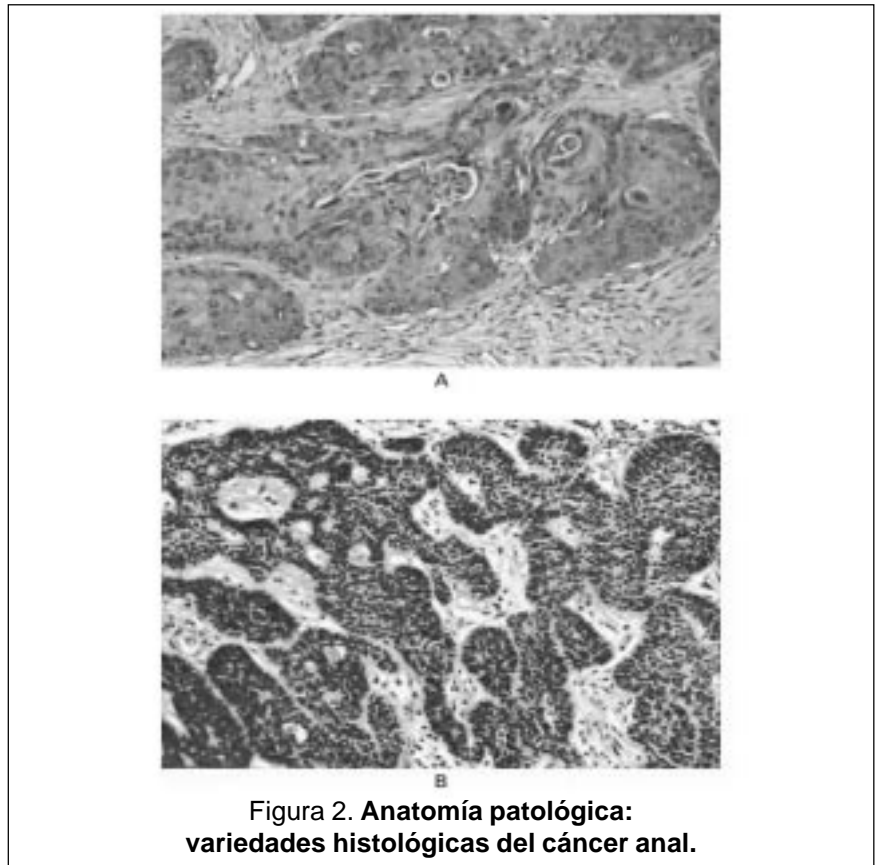 A
B
Figura 2. Anatomía patológica:
variedades histológicas del cáncer anal.